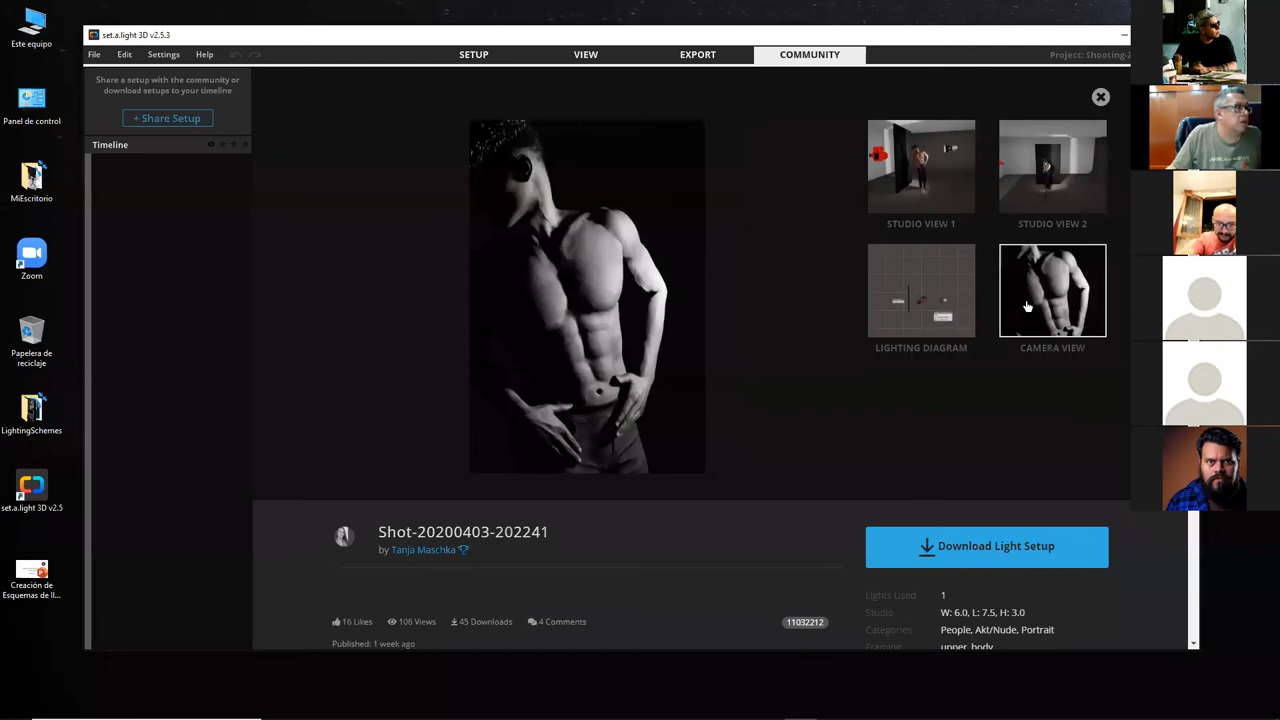 Este equipo
Panel de control
MiEscritorio
Zoom
Papelera de
reciclaje
LightingSchemes
set.a.light 3D v2.5
Creación de
Esquemas de Il...
set.a.light 3D v2.5.3
File Edit Settings Help
SETUP VIEW EXPORT COMMUNITY
Share a setup with the community or
download setups to your timeline
+ Share Setup
Timeline
STUDIO VIEW 1 STUDIO VIEW 2
LIGHTING DIAGRAM CAMERA VIEW
Shot-20200403-202241
by Tanja Maschka
Download Light Setup
Lights Used 1
Studio W: 6.0, L: 7.5, H: 3.0
Categories People, Akt/Nude, Portrait
Framing upper_body
16 Likes 106 Views 45 Downloads 4 Comments 11032212
Published: 1 week ago